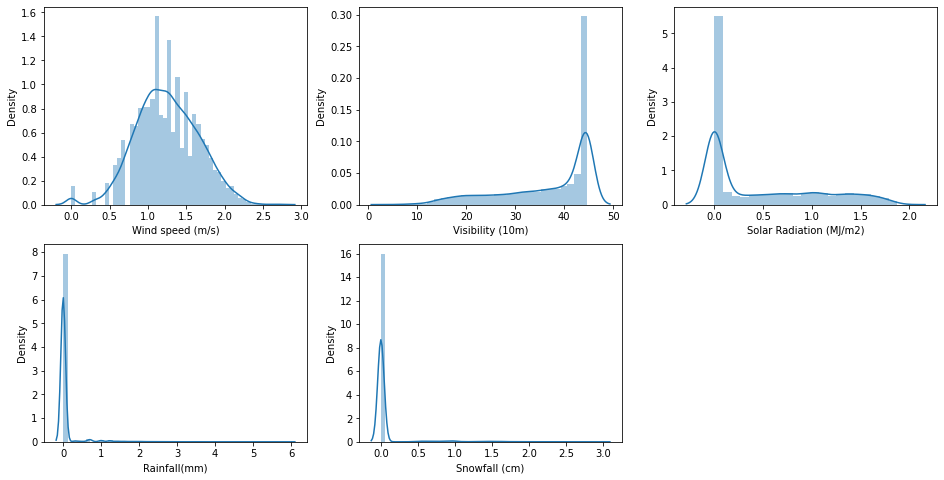 1.6
1.4
1.2
1.0
0.8
0.6
0.4
0.2
0.0
Density
0.0 0.5 1.0 1.5 2.0 2.5 3.0
Wind speed (m/s)
0.30
0.25
0.20
0.15
0.10
0.05
0.00
Density
0 10 20 30 40 50
Visibility (10m)
5
4
3
2
1
0
Density
0.0 0.5 1.0 1.5 2.0
Solar Radiation (MJ/m2)
8
7
6
5
4
3
2
1
0
Density
0 1 2 3 4 5 6
Rainfall(mm)
16
14
12
10
8
6
4
2
0
Density
0.0 0.5 1.0 1.5 2.0 2.5 3.0
Snowfall (cm)